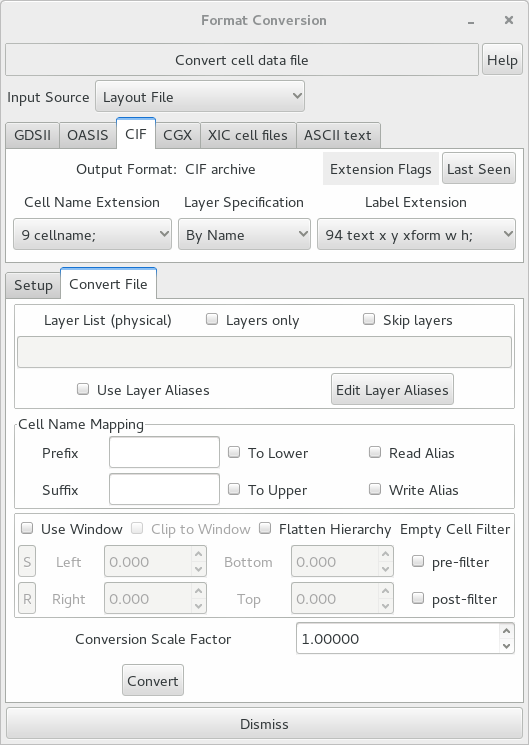 Format Conversion
Convert cell data file Help
Input Source Layout File
GDSII OASIS CIF CGX XIC cell files ASCII text
Output Format: CIF archive Extension Flags Last Seen
Cell Name Extension Layer Specification Label Extension
9 cellname; By Name 94 text x y xform w h;
Setup Convert File
Layer List (physical) Layers only Skip layers
Use Layer Aliases Edit Layer Aliases
Cell Name Mapping
Prefix To Lower Read Alias
Suffix To Upper Write Alias
Use Window Clip to Window Flatten Hierarchy Empty Cell Filter
S Left 0.000 Bottom 0.000 pre-filter
R Right 0.000 Top 0.000 post-filter
Conversion Scale Factor 1.00000
Convert
Dismiss